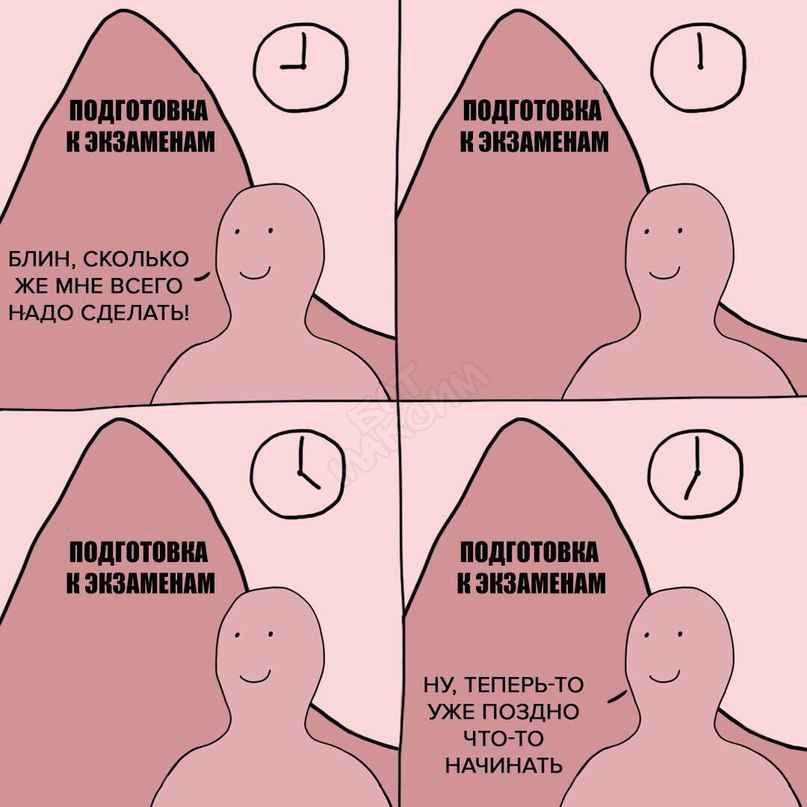 ПОДГОТОВКА
К ЭКЗАМЕНАМ
БЛИН, СКОЛЬКО
ЖЕ МНЕ ВСЕГО
НАДО СДЕЛАТЬ!
ПОДГОТОВКА
К ЭКЗАМЕНАМ
ПОДГОТОВКА
К ЭКЗАМЕНАМ
ПОДГОТОВКА
К ЭКЗАМЕНАМ
НУ, ТЕПЕРЬ-ТО
УЖЕ ПОЗДНО
ЧТО-ТО
НАЧИНАТЬ